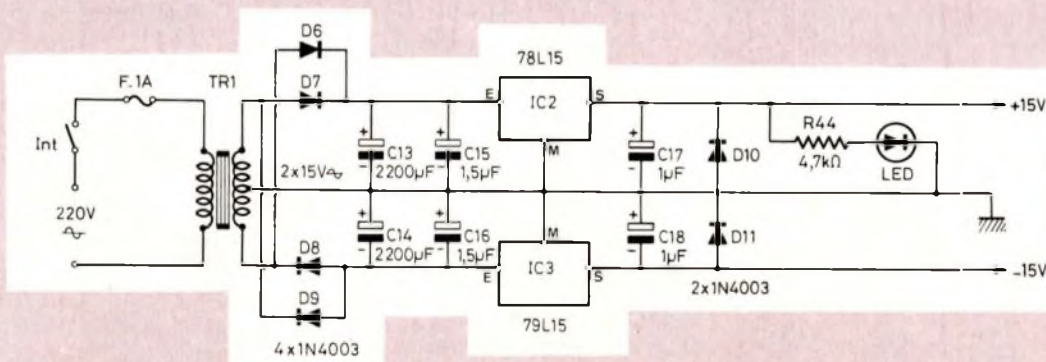 D6
78L15
F.1A
TR1
D7
E
IC2
S
+15V
Int
+
C13
2200µF
+
C15
1,5µF
M
+
C17
1µF
D10
R44
4,7kΩ
LED
2x15V
220V
+
C14
2200µF
+
C16
1,5µF
M
+
C18
1µF
D11
D8
E
IC3
S
-15V
D9
79L15
2x1N4003
4x1N4003